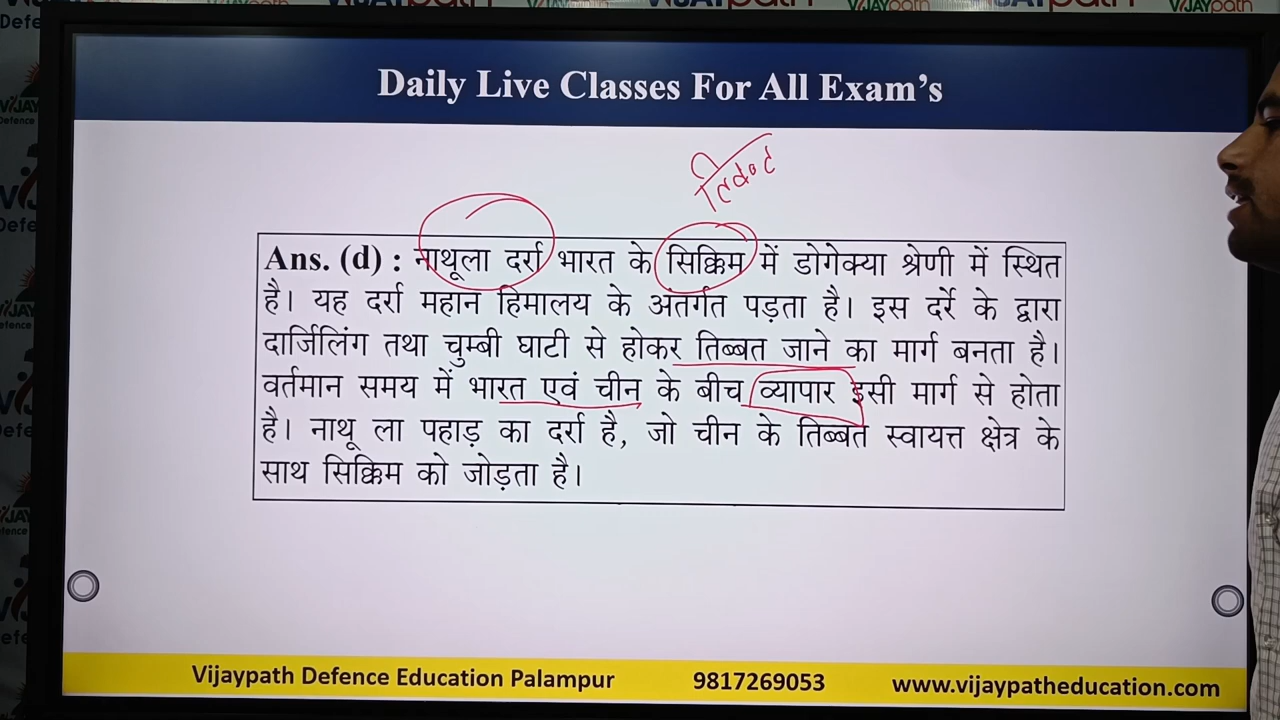 Daily Live Classes For All Exam's
तिब्बत
Ans. (d) : नाथूला दर्रा भारत के सिक्किम में डोगेक्या श्रेणी में स्थित
है। यह दर्रा महान हिमालय के अंतर्गत पड़ता है। इस दर्रे के द्वारा
दार्जिलिंग तथा चुम्बी घाटी से होकर तिब्बत जाने का मार्ग बनता है।
वर्तमान समय में भारत एवं चीन के बीच व्यापार इसी मार्ग से होता
है। नाथू ला पहाड़ का दर्रा है, जो चीन के तिब्बत स्वायत्त क्षेत्र के
साथ सिक्किम को जोड़ता है।
Vijaypath Defence Education Palampur 9817269053 www.vijaypatheducation.com